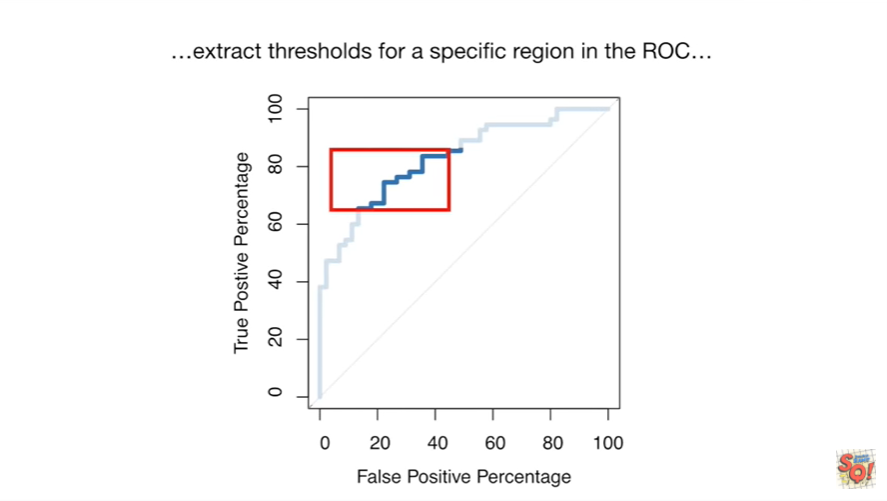 …extract thresholds for a specific region in the ROC…
True Postive Percentage
100
80
60
40
20
0
0 20 40 60 80 100
False Positive Percentage
SQ!